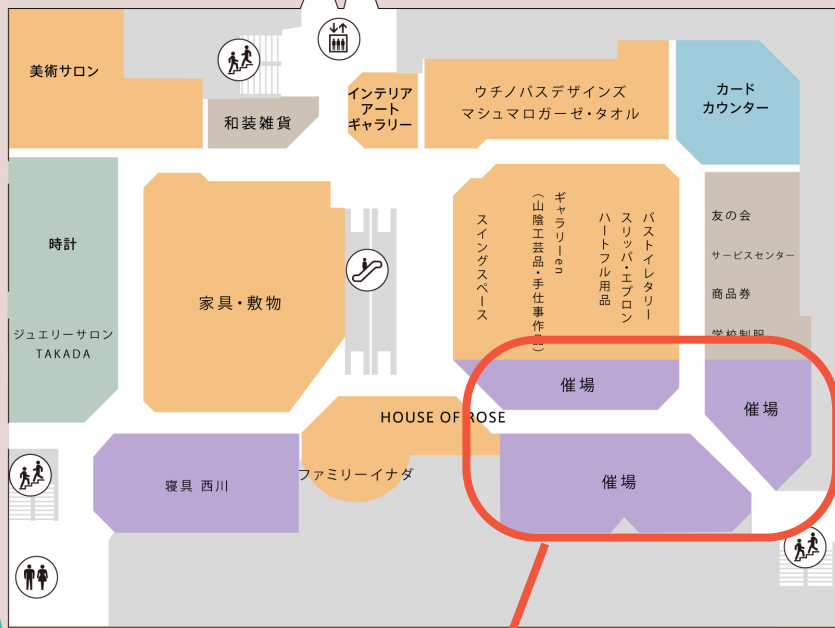 美術サロン
和装雑貨
インテリア
アート
ギャラリー
ウチノバスデザインズ
マシュマロガーゼ・タオル
カード
カウンター
時計
ジュエリーサロン
TAKADA
家具・敷物
バストイレタリー
スリッパ・エプロン
ハートフル用品
ギャラリーen
（山陰工芸品・手仕事作品）
スイングスペース
友の会
サービスセンター
商品券
学校制服
催場
催場
HOUSE OF ROSE
ファミリーイナダ
寝具 西川
催場